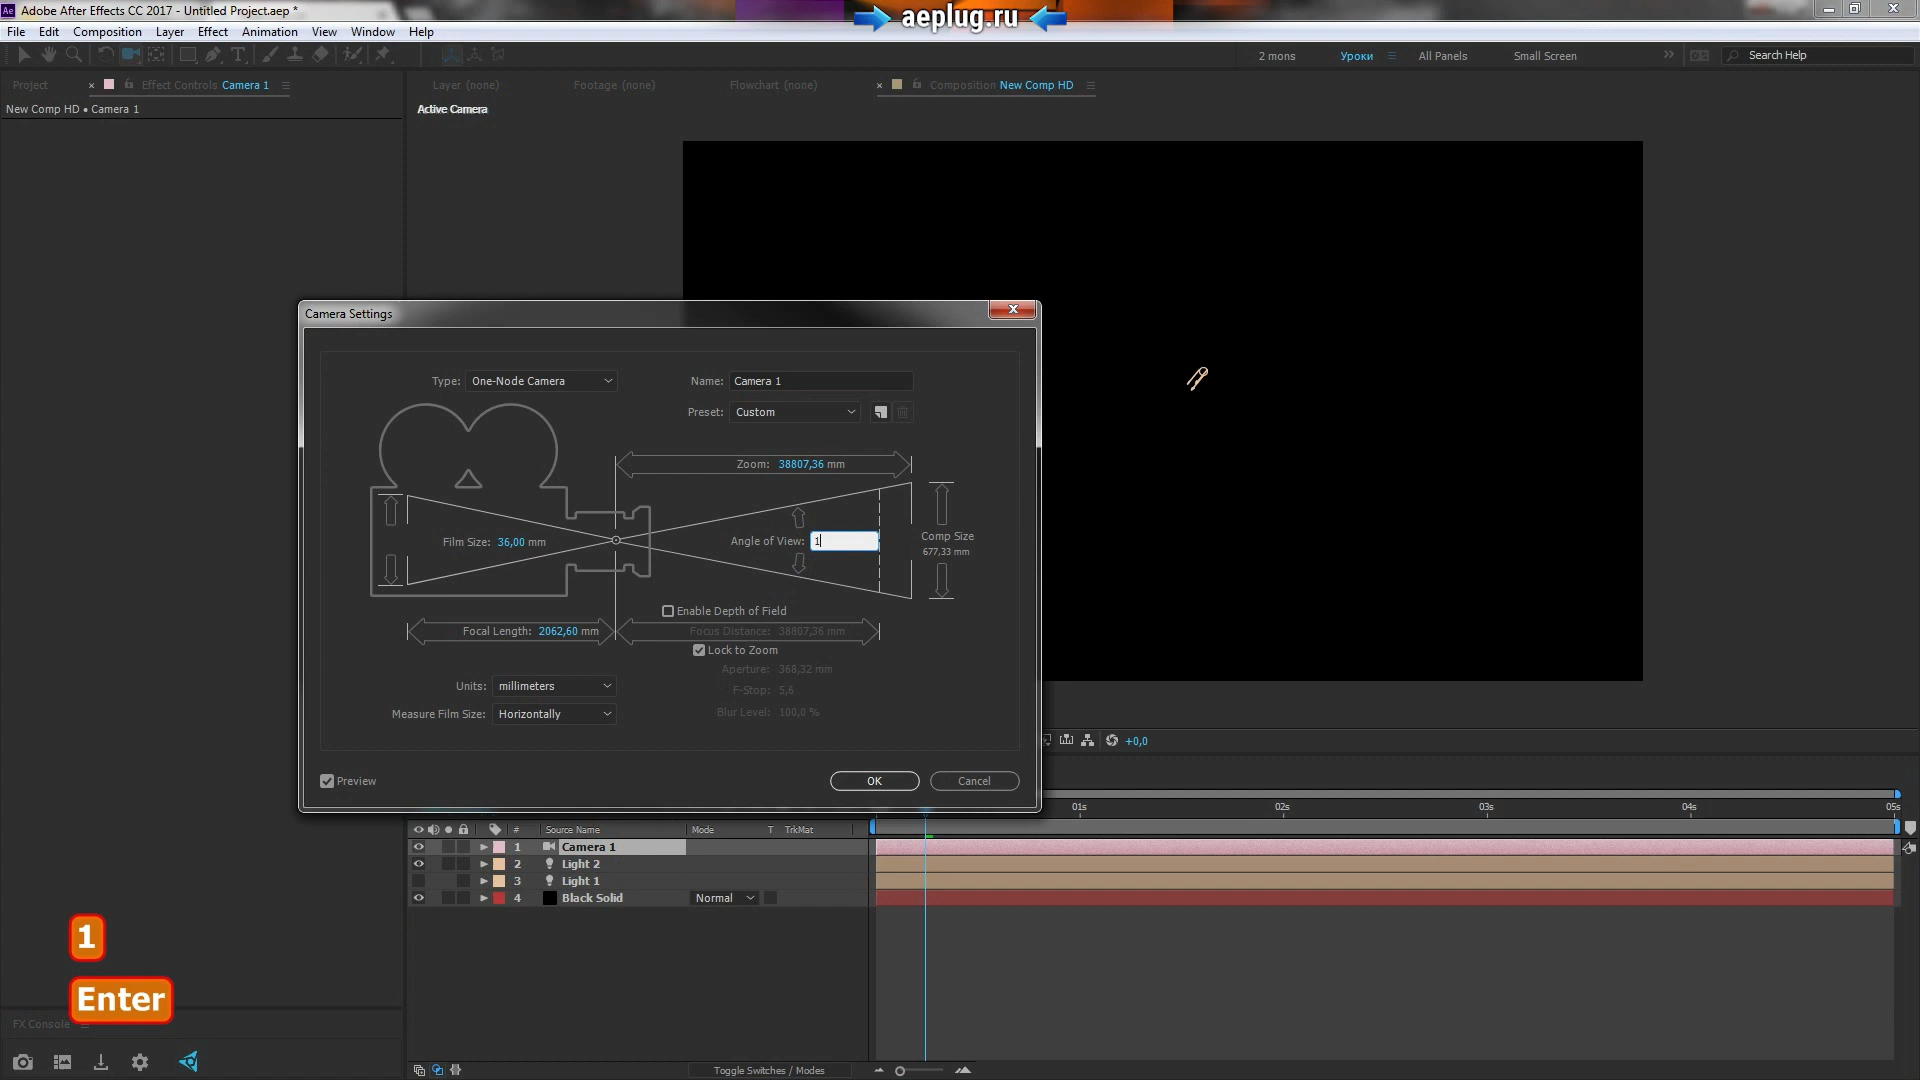 Adobe After Effects CC 2017 - Untitled Project.aep *
aeplug.ru
File Edit Composition Layer Effect Animation View Window Help
2 mons Уроки All Panels Small Screen Search Help
Project Effect Controls Camera 1 Layer (none) Footage (none) Flowchart (none) Composition New Comp HD
New Comp HD • Camera 1
Active Camera
Camera Settings
Type: One-Node Camera Name: Camera 1
Preset: Custom
Zoom: 38807,36 mm
Film Size: 36,00 mm
Angle of View: 1
Comp Size
677,33 mm
Enable Depth of Field
Focal Length: 2062,60 mm
Focus Distance: 38807,36 mm
Lock to Zoom
Aperture: 368,32 mm
Units: millimeters
F-Stop: 5,6
Measure Film Size: Horizontally
Blur Level: 100,0 %
+0,0
Preview OK Cancel
01s 02s 03s 04s 05s
# Source Name Mode T TrkMat
1 Camera 1
2 Light 2
3 Light 1
4 Black Solid Normal
1
Enter
FX Console
Toggle Switches / Modes